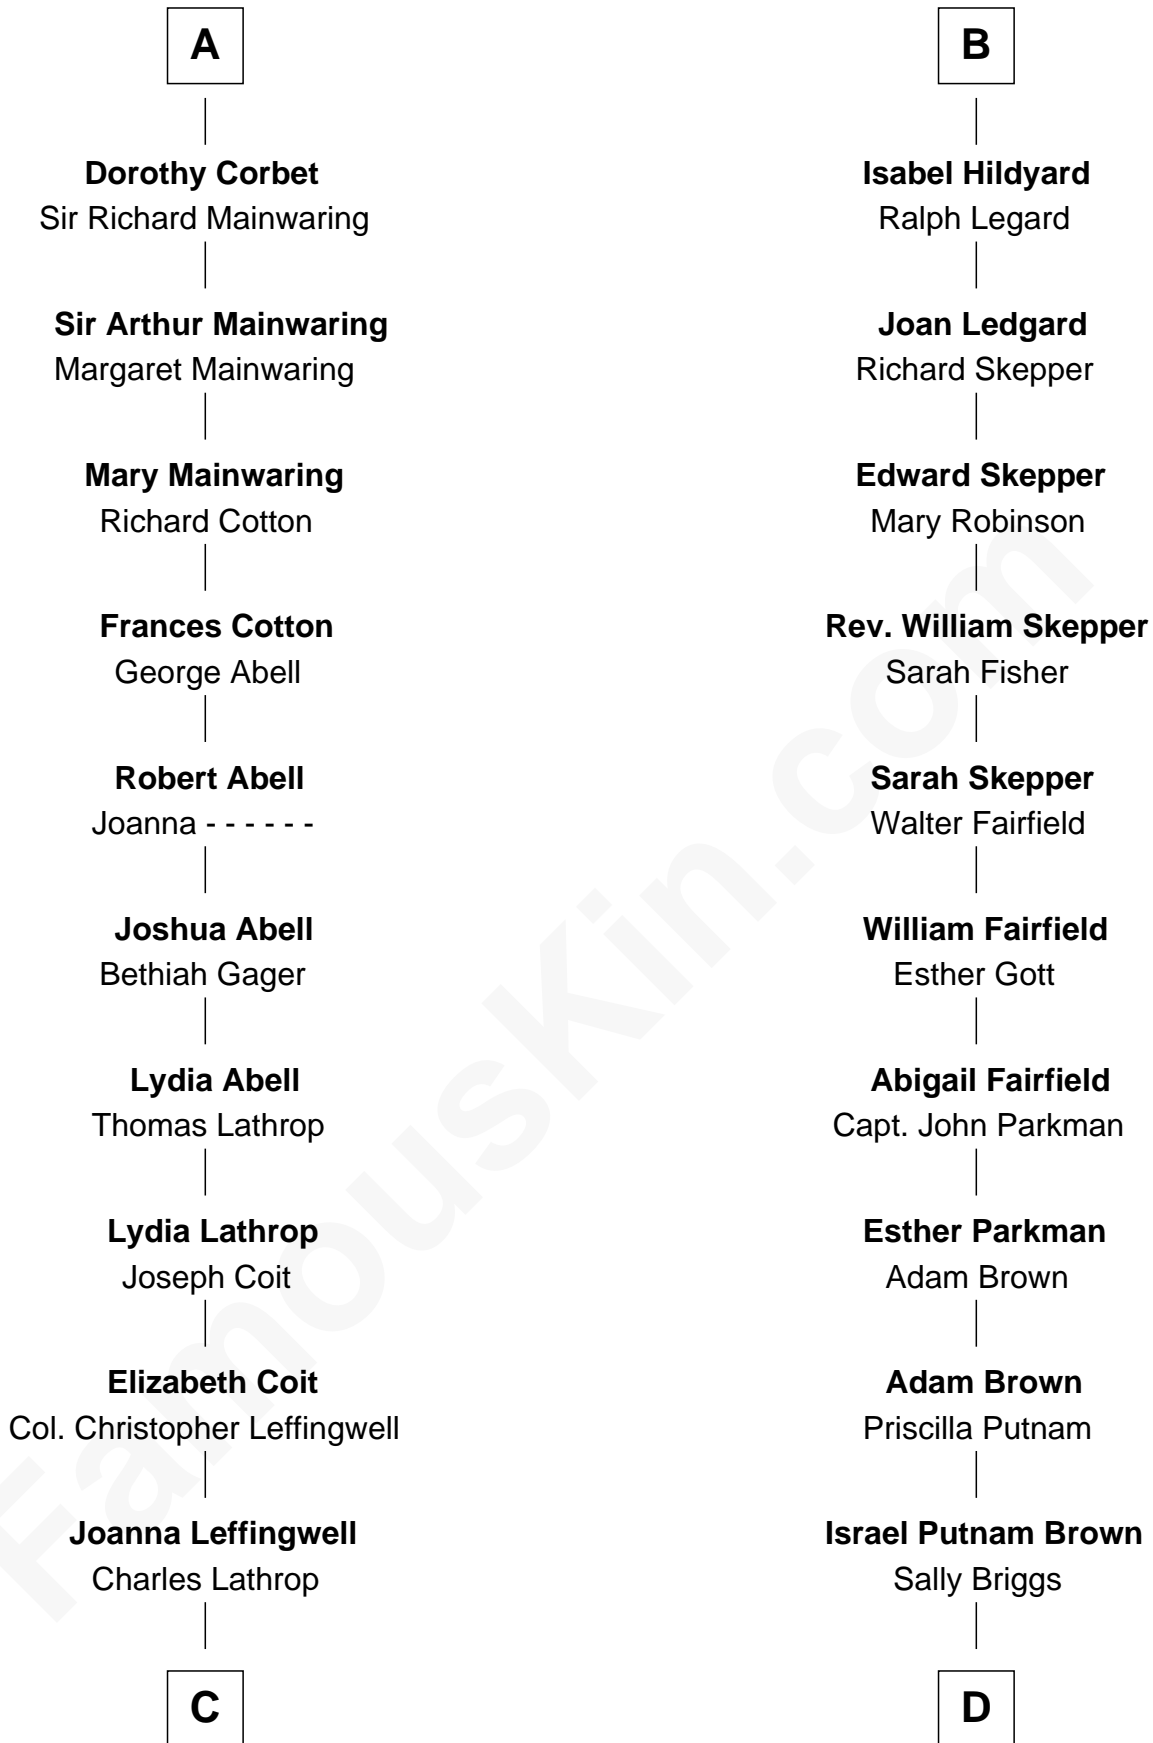 A
Dorothy Corbet
Sir Richard Mainwaring
Sir Arthur Mainwaring
Margaret Mainwaring
Mary Mainwaring
Richard Cotton
Frances Cotton
George Abell
Robert Abell
Joanna - - - - - -
Joshua Abell
Bethiah Gager
Lydia Abell
Thomas Lathrop
Lydia Lathrop
Joseph Coit
Elizabeth Coit
Col. Christopher Leffingwell
Joanna Leffingwell
Charles Lathrop
C
B
Isabel Hildyard
Ralph Legard
Joan Ledgard
Richard Skepper
Edward Skepper
Mary Robinson
Rev. William Skepper
Sarah Fisher
Sarah Skepper
Walter Fairfield
William Fairfield
Esther Gott
Abigail Fairfield
Capt. John Parkman
Esther Parkman
Adam Brown
Adam Brown
Priscilla Putnam
Israel Putnam Brown
Sally Briggs
D
FamousKin.com